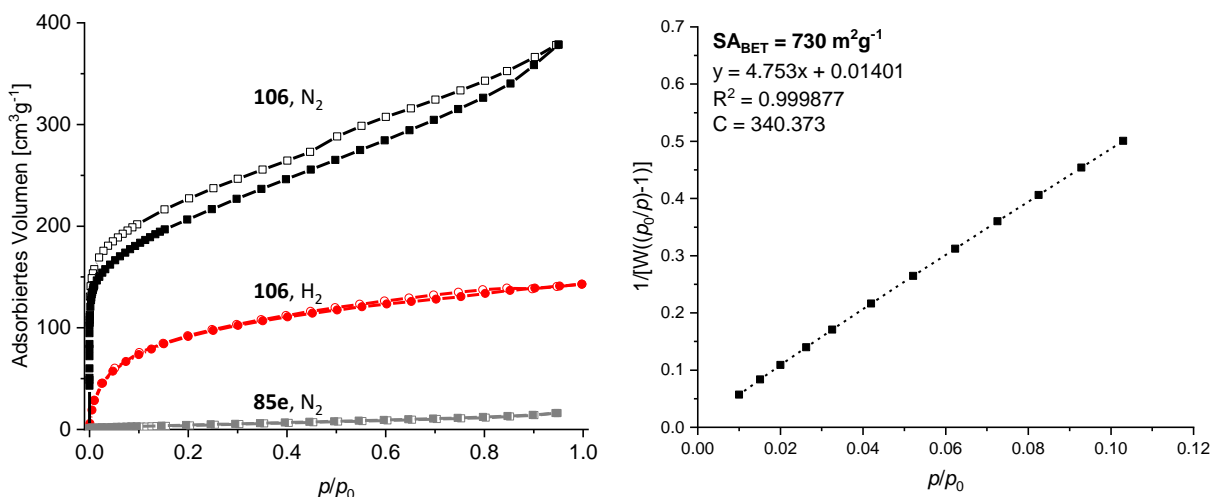 400
300
200
100
0
Adsorbiertes Volumen [cm³g⁻¹]
106, N₂
106, H₂
85e, N₂
0.0 0.2 0.4 0.6 0.8 1.0
p/p₀
SA_BET = 730 m²g⁻¹
y = 4.753x + 0.01401
R² = 0.999877
C = 340.373
0.7
0.6
0.5
0.4
0.3
0.2
0.1
0.0
1/[W((p₀/p)-1)]
0.00 0.02 0.04 0.06 0.08 0.10 0.12
p/p₀